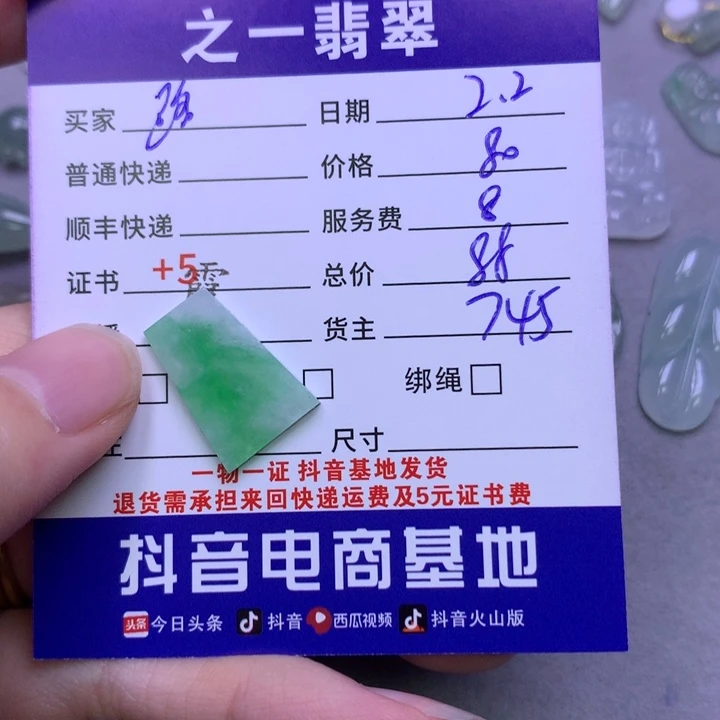 之一翡翠
买家 日期 2.2
普通快递 价格 80
顺丰快递 服务费 8
证书 +5 霞 总价 88
播 货主 745
绑绳
注 尺寸
一物一证 抖音基地发货
退货需承担来回快递运费及5元证书费
抖音电商基地
头条 今日头条 抖音 西瓜视频 抖音火山版